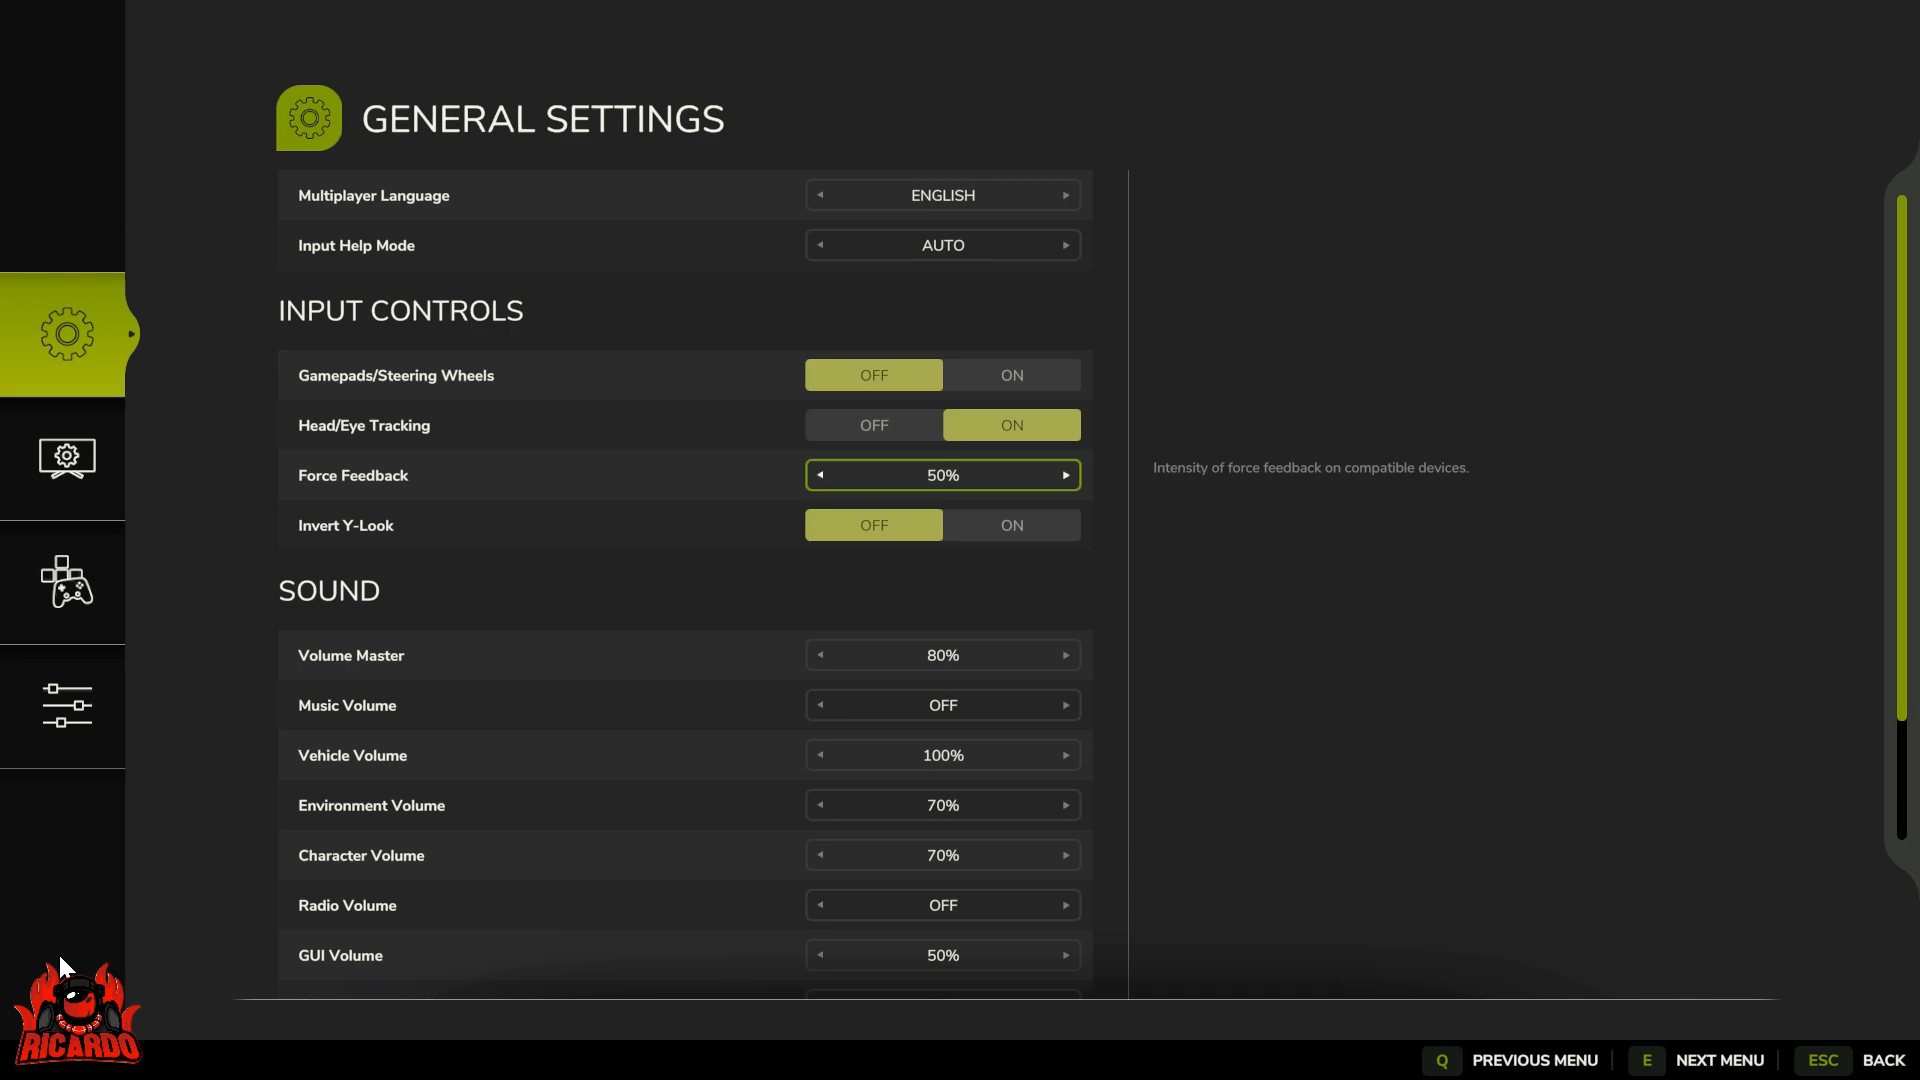 GENERAL SETTINGS
Multiplayer Language ENGLISH
Input Help Mode AUTO
INPUT CONTROLS
Gamepads/Steering Wheels OFF ON
Head/Eye Tracking OFF ON
Force Feedback 50%
Intensity of force feedback on compatible devices.
Invert Y-Look OFF ON
SOUND
Volume Master 80%
Music Volume OFF
Vehicle Volume 100%
Environment Volume 70%
Character Volume 70%
Radio Volume OFF
GUI Volume 50%
RICARDO
Q PREVIOUS MENU E NEXT MENU ESC BACK